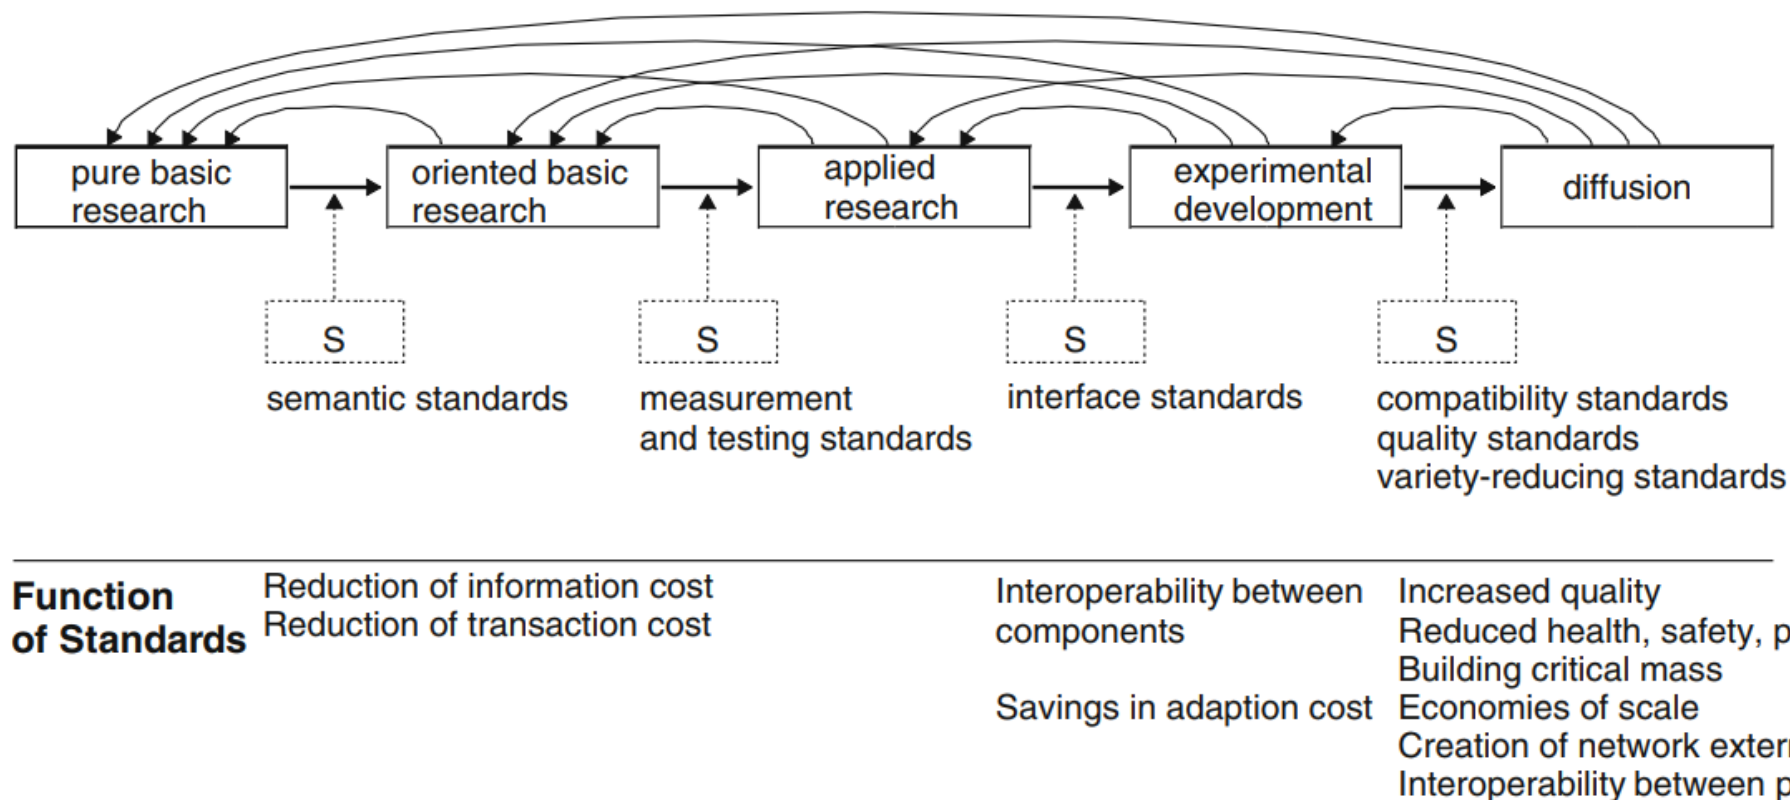 pure basic
research
oriented basic
research
applied
research
experimental
development
diffusion
S
S
S
S
semantic standards
measurement
and testing standards
interface standards
compatibility standards
quality standards
variety-reducing standards
Function
of Standards
Reduction of information cost
Reduction of transaction cost
Interoperability between
components
Savings in adaption cost
Increased quality
Reduced health, safety,
Building critical mass
Economies of scale
Creation of network
Interoperability between